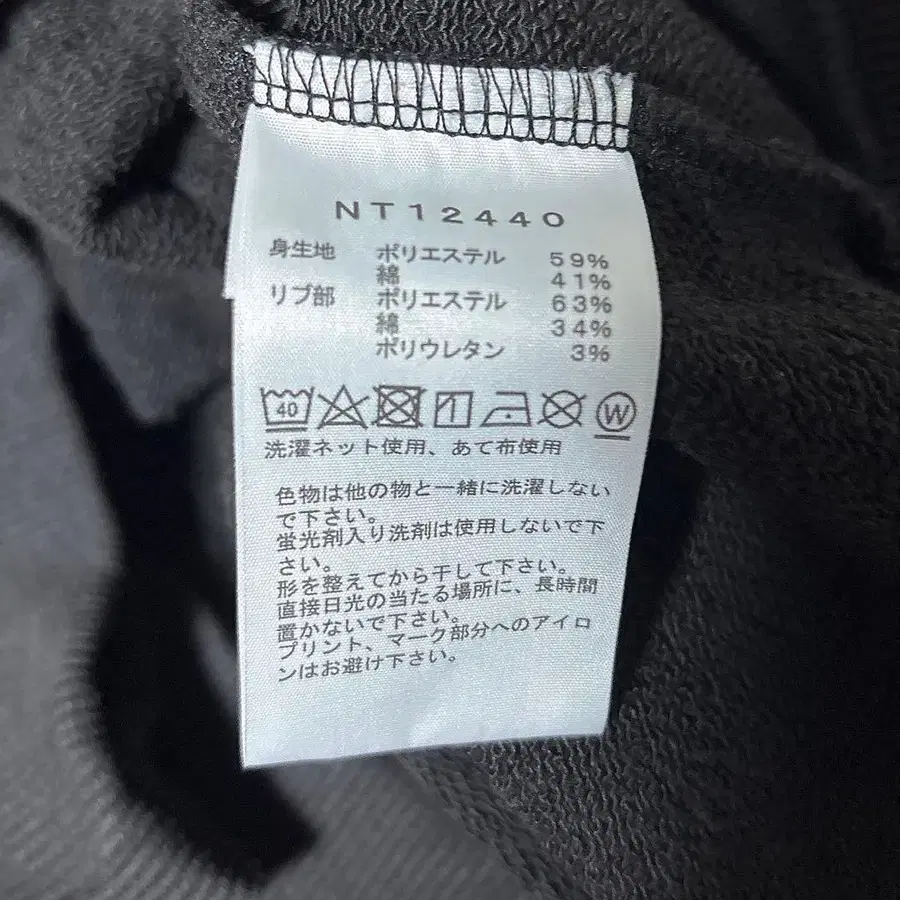 NT12440
身生地 ポリエステル 59%
綿 41%
リブ部 ポリエステル 63%
綿 34%
ポリウレタン 3%
40 W
洗濯ネット使用、あて布使用
色物は他の物と一緒に洗濯しない
で下さい。
蛍光剤入り洗剤は使用しないで下
さい。
形を整えてから干して下さい。
直接日光の当たる場所に、長時間
置かないで下さい。
プリント、マーク部分へのアイロ
ンはお避け下さい。